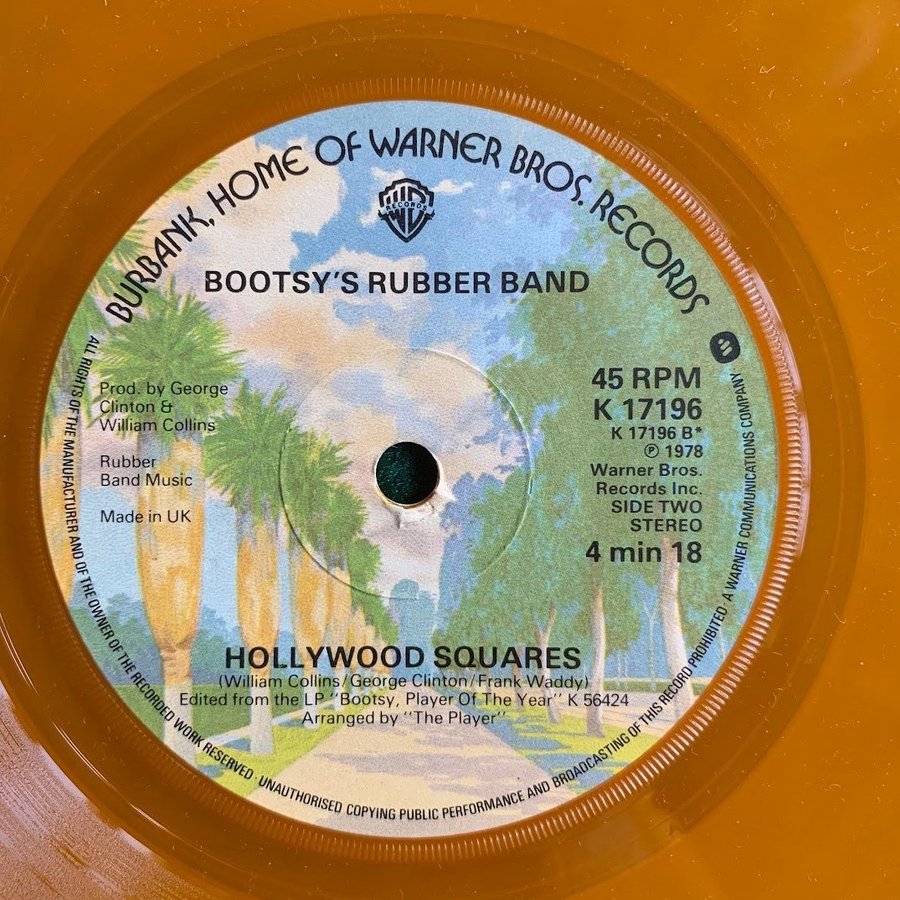 BURBANK, HOME OF WARNER BROS. RECORDS
WB
RECORDS
BOOTSY'S RUBBER BAND
Prod. by George
Clinton &
William Collins
Rubber
Band Music
Made in UK
45 RPM
K 17196
K 17196 B*
℗ 1978
Warner Bros.
Records Inc.
SIDE TWO
STEREO
4 min 18
HOLLYWOOD SQUARES
(William Collins/George Clinton/Frank Waddy)
Edited from the LP "Bootsy, Player Of The Year" K 56424
Arranged by "The Player"
ALL RIGHTS OF THE MANUFACTURER AND OF THE OWNER OF THE RECORDED WORK RESERVED · UNAUTHORISED COPYING PUBLIC PERFORMANCE AND BROADCASTING OF THIS RECORD PROHIBITED · A WARNER COMMUNICATIONS COMPANY